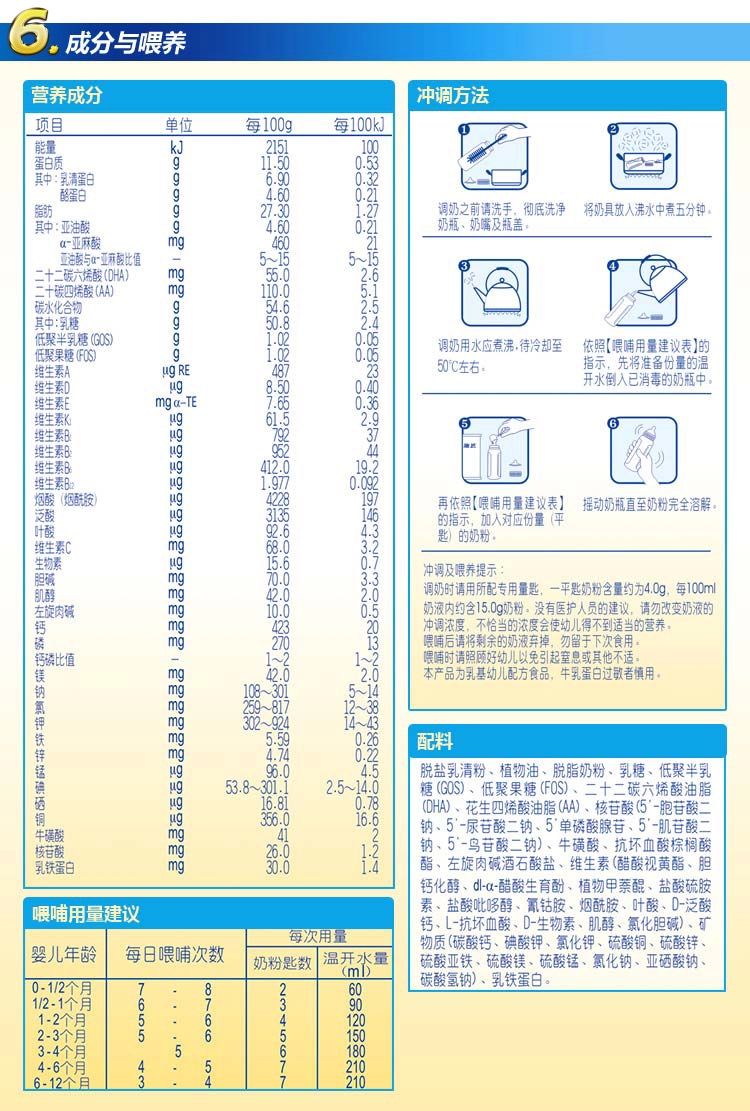 6. 成分与喂养
营养成分
项目 单位 每100g 每100kJ
能量 kJ 2151 100
蛋白质 g 11.50 0.53
其中:乳清蛋白 g 6.90 0.32
酪蛋白 g 4.60 0.21
脂肪 g 27.30 1.27
其中:亚油酸 g 4.60 0.21
α-亚麻酸 mg 460 21
亚油酸与α-亚麻酸比值 — 5~15 5~15
二十二碳六烯酸(DHA) mg 55.0 2.6
二十碳四烯酸(AA) mg 110.0 5.1
碳水化合物 g 54.6 2.5
其中:乳糖 g 50.8 2.4
低聚半乳糖(GOS) g 1.02 0.05
低聚果糖(FOS) g 1.02 0.05
维生素A μg RE 487 23
维生素D μg 8.50 0.40
维生素E mg α-TE 7.65 0.36
维生素K₁ μg 61.5 2.9
维生素B₁ μg 792 37
维生素B₂ μg 952 44
维生素B₆ μg 412.0 19.2
维生素B₁₂ μg 1.977 0.092
烟酸(烟酰胺) μg 4228 197
泛酸 μg 3135 146
叶酸 μg 92.6 4.3
维生素C mg 68.0 3.2
生物素 μg 15.6 0.7
胆碱 mg 70.0 3.3
肌醇 mg 42.0 2.0
左旋肉碱 mg 10.0 0.5
钙 mg 423 20
磷 mg 270 13
钙磷比值 — 1~2 1~2
镁 mg 42.0 2.0
钠 mg 108~301 5~14
氯 mg 259~817 12~38
钾 mg 302~924 14~43
铁 mg 5.59 0.26
锌 mg 4.74 0.22
锰 μg 96.0 4.5
碘 μg 53.8~301.1 2.5~14.0
硒 μg 16.81 0.78
铜 μg 356.0 16.6
牛磺酸 mg 41 2
核苷酸 mg 26.0 1.2
乳铁蛋白 mg 30.0 1.4
喂哺用量建议
婴儿年龄 每日喂哺次数 每次用量
奶粉匙数 温开水量(ml)
0-1/2个月 7 - 8 2 60
1/2-1个月 6 - 7 3 90
1-2个月 5 - 6 4 120
2-3个月 5 - 6 5 150
3-4个月 5 6 180
4-6个月 4 - 5 7 210
6-12个月 3 - 4 7 210
冲调方法
1
2
调奶之前请洗手,彻底洗净
奶瓶、奶嘴及瓶盖。
将奶具放入沸水中煮五分钟。
3
4
调奶用水应煮沸,待冷却至
50℃左右。
依照【喂哺用量建议表】的
指示,先将准备份量的温
开水倒入已消毒的奶瓶中。
5
6
再依照【喂哺用量建议表】
的指示,加入对应份量(平
匙)的奶粉。
摇动奶瓶直至奶粉完全溶解。
冲调及喂养提示:
调奶时请用所配专用量匙,一平匙奶粉含量约为4.0g,每100ml
奶液内约含15.0g奶粉。没有医护人员的建议,请勿改变奶液的
冲调浓度,不恰当的浓度会使幼儿得不到适当的营养。
喂哺后请将剩余的奶液弃掉,勿留于下次食用。
喂哺时请照顾好幼儿以免引起窒息或其他不适。
本产品为乳基幼儿配方食品,牛乳蛋白过敏者慎用。
配料
脱盐乳清粉、植物油、脱脂奶粉、乳糖、低聚半乳
糖(GOS)、低聚果糖(FOS)、二十二碳六烯酸油脂
(DHA)、花生四烯酸油脂(AA)、核苷酸(5'-胞苷酸二
钠、5'-尿苷酸二钠、5'单磷酸腺苷、5'-肌苷酸二
钠、5'-鸟苷酸二钠)、牛磺酸、抗坏血酸棕榈酸
酯、左旋肉碱酒石酸盐、维生素(醋酸视黄酯、胆
钙化醇、dl-α-醋酸生育酚、植物甲萘醌、盐酸硫胺
素、盐酸吡哆醇、氰钴胺、烟酰胺、叶酸、D-泛酸
钙、L-抗坏血酸、D-生物素、肌醇、氯化胆碱)、矿
物质(碳酸钙、碘酸钾、氯化钾、硫酸铜、硫酸锌、
硫酸亚铁、硫酸镁、硫酸锰、氯化钠、亚硒酸钠、
碳酸氢钠)、乳铁蛋白。